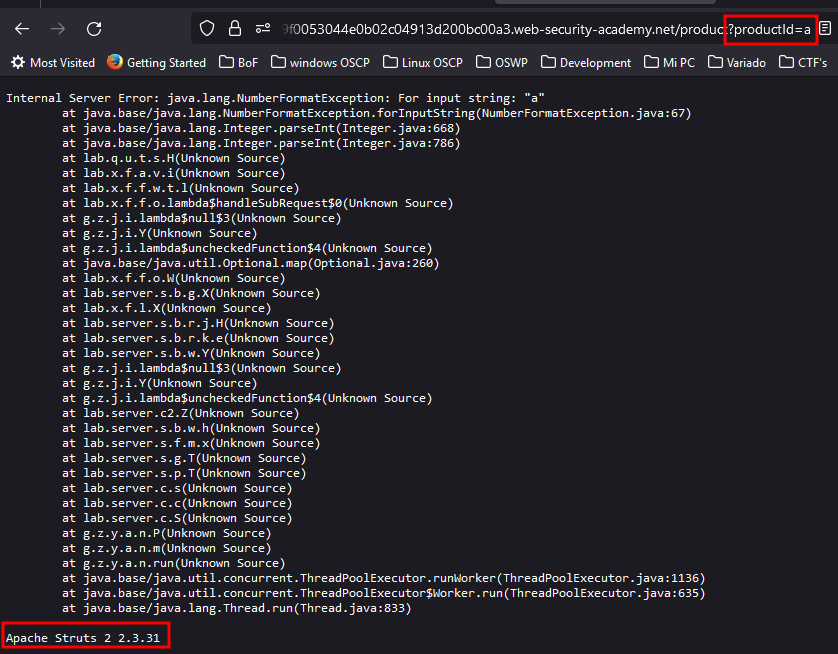 9f0053044e0b02c04913d200bc00a3.web-security-academy.net/product?productId=a
Most Visited Getting Started BoF windows OSCP Linux OSCP OSWP Development Mi PC Variado CTF's
Internal Server Error: java.lang.NumberFormatException: For input string: "a"
at java.base/java.lang.NumberFormatException.forInputString(NumberFormatException.java:67)
at java.base/java.lang.Integer.parseInt(Integer.java:668)
at java.base/java.lang.Integer.parseInt(Integer.java:786)
at lab.q.u.t.s.H(Unknown Source)
at lab.x.f.a.v.i(Unknown Source)
at lab.x.f.f.w.t.l(Unknown Source)
at lab.x.f.f.o.lambda$handleSubRequest$0(Unknown Source)
at g.z.j.i.lambda$null$3(Unknown Source)
at g.z.j.i.Y(Unknown Source)
at g.z.j.i.lambda$uncheckedFunction$4(Unknown Source)
at java.base/java.util.Optional.map(Optional.java:260)
at lab.x.f.f.o.W(Unknown Source)
at lab.server.s.b.g.X(Unknown Source)
at lab.x.f.l.X(Unknown Source)
at lab.server.s.b.r.j.H(Unknown Source)
at lab.server.s.b.r.k.e(Unknown Source)
at lab.server.s.b.w.Y(Unknown Source)
at g.z.j.i.lambda$null$3(Unknown Source)
at g.z.j.i.Y(Unknown Source)
at g.z.j.i.lambda$uncheckedFunction$4(Unknown Source)
at lab.server.c2.Z(Unknown Source)
at lab.server.s.b.w.h(Unknown Source)
at lab.server.s.f.m.x(Unknown Source)
at lab.server.s.g.T(Unknown Source)
at lab.server.s.p.T(Unknown Source)
at lab.server.c.s(Unknown Source)
at lab.server.c.c(Unknown Source)
at lab.server.c.S(Unknown Source)
at g.z.y.a.n.P(Unknown Source)
at g.z.y.a.n.m(Unknown Source)
at g.z.y.a.n.run(Unknown Source)
at java.base/java.util.concurrent.ThreadPoolExecutor.runWorker(ThreadPoolExecutor.java:1136)
at java.base/java.util.concurrent.ThreadPoolExecutor$Worker.run(ThreadPoolExecutor.java:635)
at java.base/java.lang.Thread.run(Thread.java:833)
Apache Struts 2 2.3.31